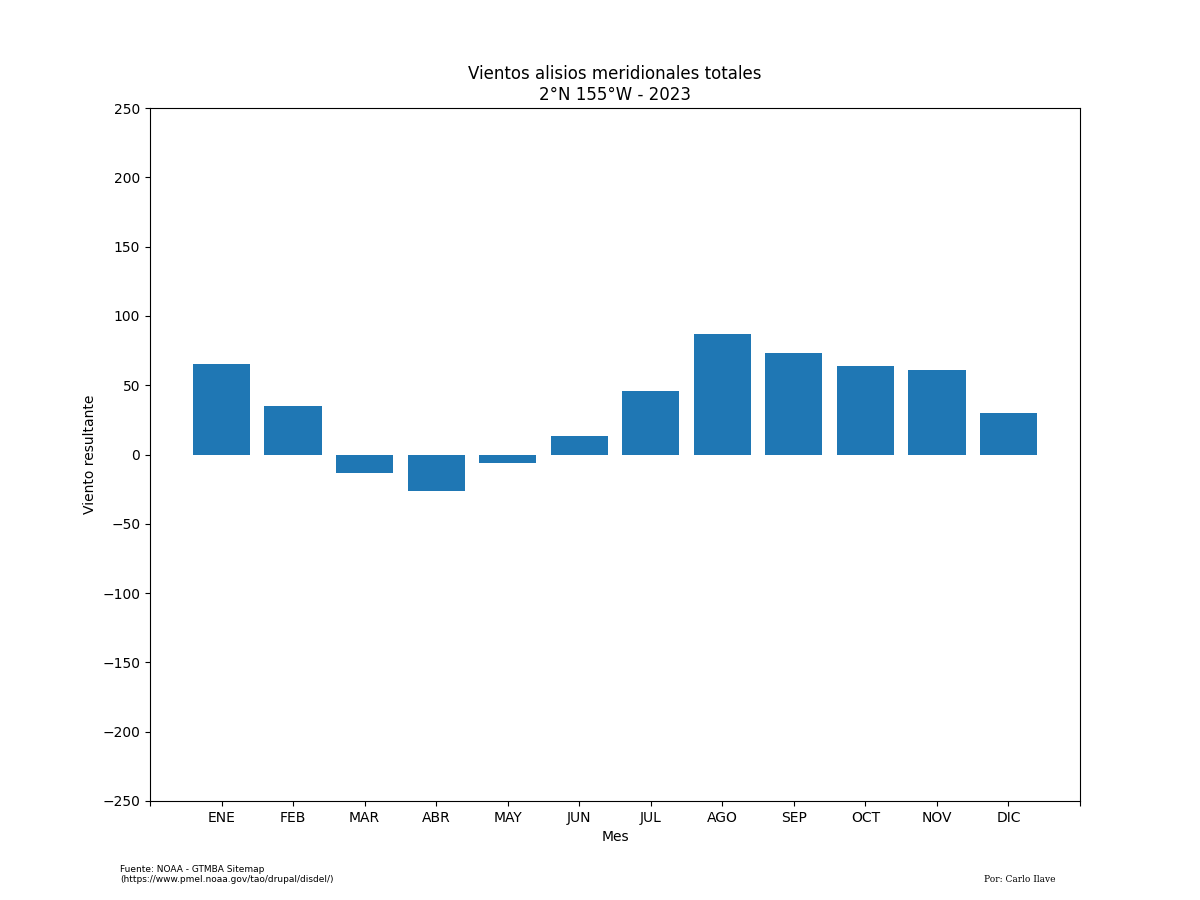 Vientos alisios meridionales totales
2°N 155°W - 2023
250
200
150
100
50
0
−50
−100
−150
−200
−250
Viento resultante
ENE FEB MAR ABR MAY JUN JUL AGO SEP OCT NOV DIC
Mes
Fuente: NOAA - GTMBA Sitemap
(https://www.pmel.noaa.gov/tao/drupal/disdel/)
Por: Carlo Ilave